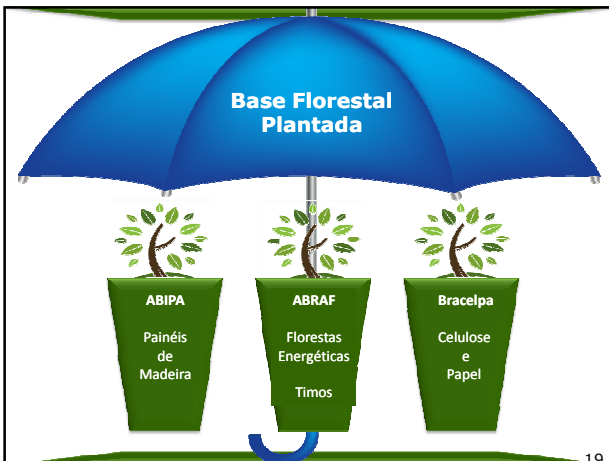 Base Florestal
Plantada
ABIPA
Painéis
de
Madeira
ABRAF
Florestas
Energéticas
Timos
Bracelpa
Celulose
e
Papel
19